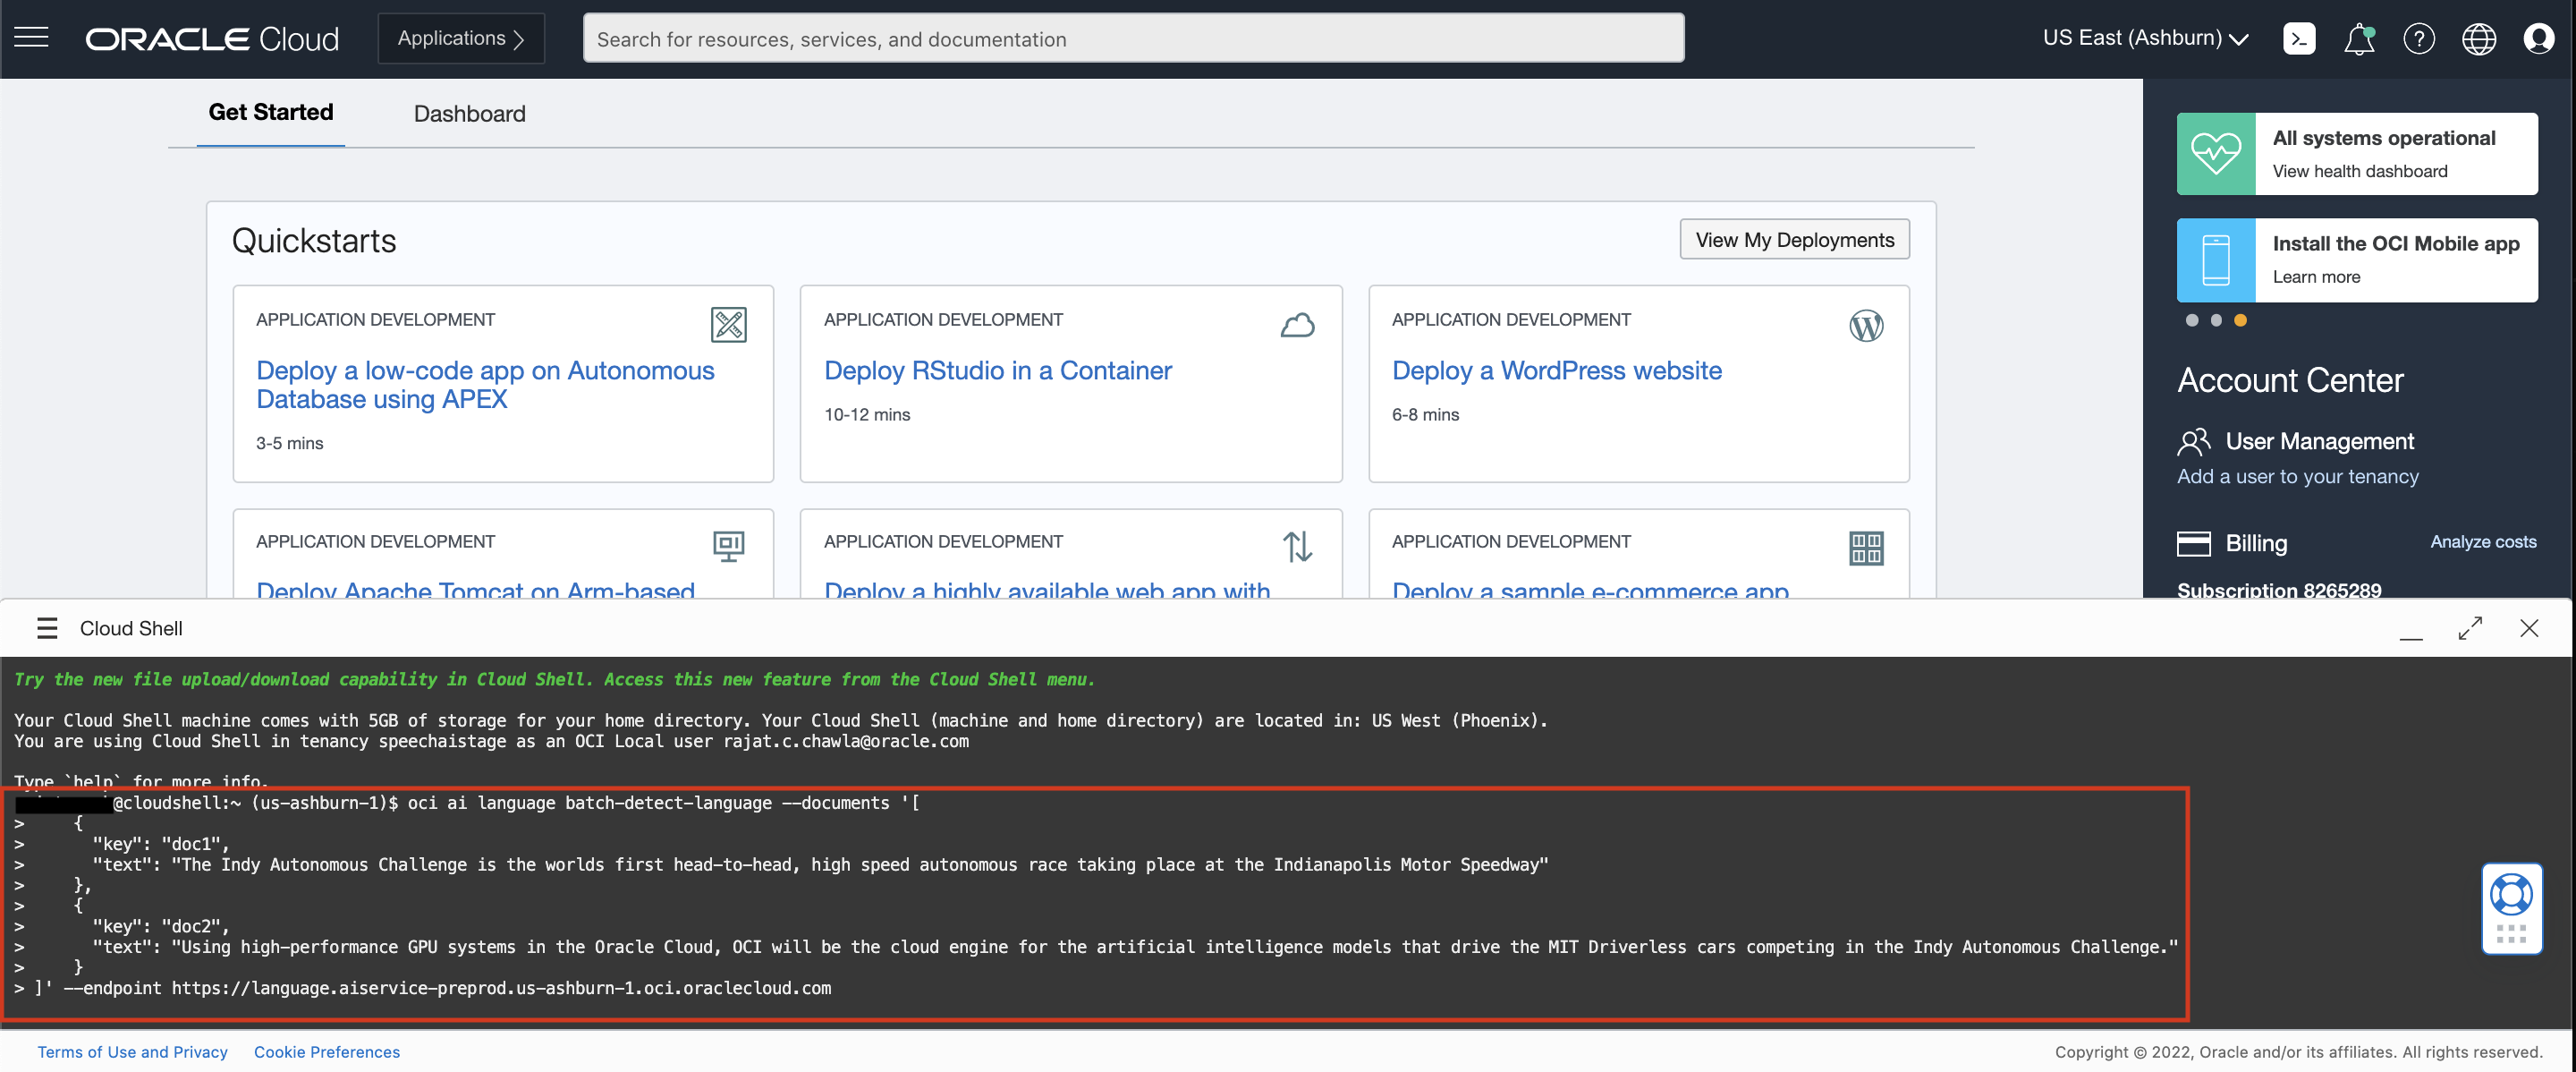 ORACLE Cloud
Applications
Search for resources, services, and documentation
US East (Ashburn)
Get Started
Dashboard
All systems operational
View health dashboard
Install the OCI Mobile app
Learn more
Quickstarts
View My Deployments
APPLICATION DEVELOPMENT
Deploy a low-code app on Autonomous
Database using APEX
3-5 mins
APPLICATION DEVELOPMENT
Deploy RStudio in a Container
10-12 mins
APPLICATION DEVELOPMENT
Deploy a WordPress website
6-8 mins
APPLICATION DEVELOPMENT
Deploy Apache Tomcat on Arm-based
APPLICATION DEVELOPMENT
Deploy a highly available web app with
APPLICATION DEVELOPMENT
Deploy a sample e-commerce app
Account Center
User Management
Add a user to your tenancy
Billing
Analyze costs
Subscription 8265289
Cloud Shell
Try the new file upload/download capability in Cloud Shell. Access this new feature from the Cloud Shell menu.
Your Cloud Shell machine comes with 5GB of storage for your home directory. Your Cloud Shell (machine and home directory) are located in: US West (Phoenix).
You are using Cloud Shell in tenancy speechaistage as an OCI Local user rajat.c.chawla@oracle.com
Type `help` for more info.
@cloudshell:~ (us-ashburn-1)$ oci ai language batch-detect-language --documents '[
>     {
>       "key": "doc1",
>       "text": "The Indy Autonomous Challenge is the worlds first head-to-head, high speed autonomous race taking place at the Indianapolis Motor Speedway"
>     },
>     {
>       "key": "doc2",
>       "text": "Using high-performance GPU systems in the Oracle Cloud, OCI will be the cloud engine for the artificial intelligence models that drive the MIT Driverless cars competing in the Indy Autonomous Challenge."
>     }
> ]' --endpoint https://language.aiservice-preprod.us-ashburn-1.oci.oraclecloud.com
Terms of Use and Privacy
Cookie Preferences
Copyright © 2022, Oracle and/or its affiliates. All rights reserved.